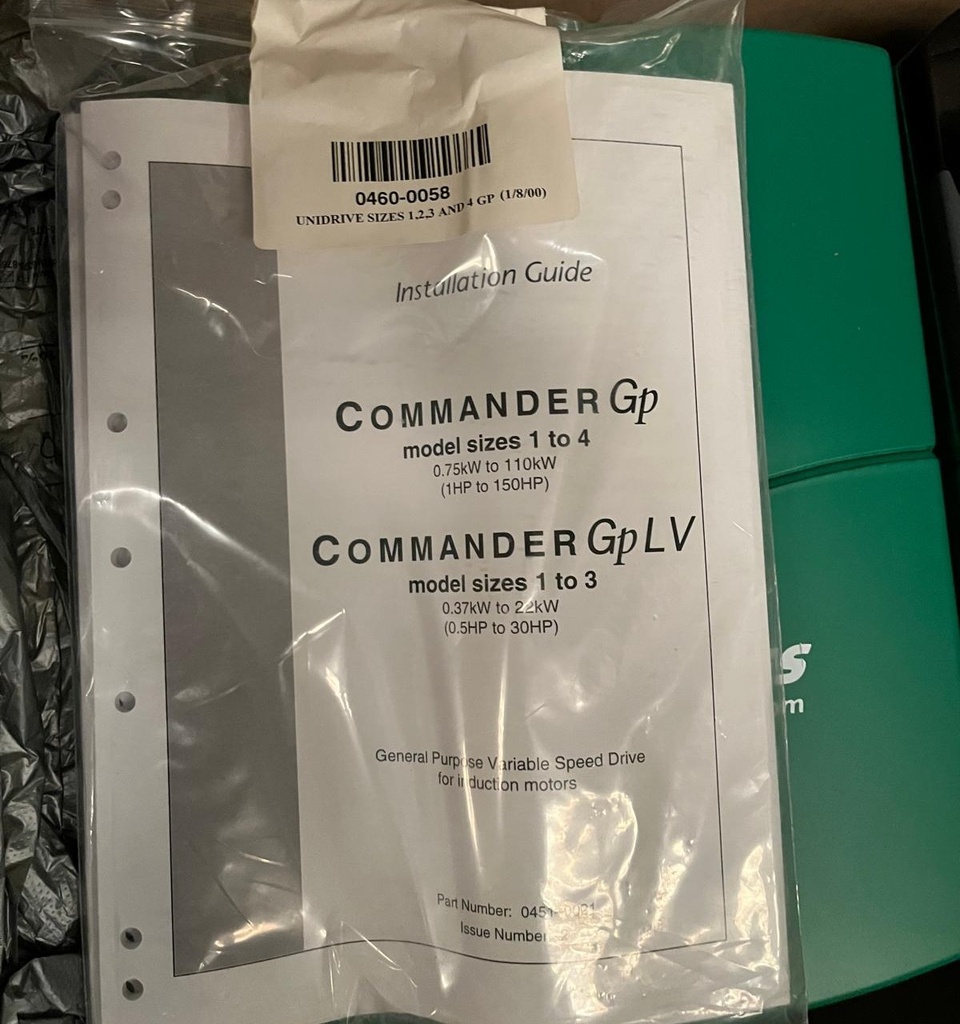 0460-0058
UNIDRIVE SIZES 1,2,3 AND 4 GP (1/8/00)
Installation Guide
COMMANDER Gp
model sizes 1 to 4
0.75kW to 110kW
(1HP to 150HP)
COMMANDER Gp LV
model sizes 1 to 3
0.37kW to 22kW
(0.5HP to 30HP)
s
m
General Purpose Variable Speed Drive
for induction motors
Part Number:
Issue Number